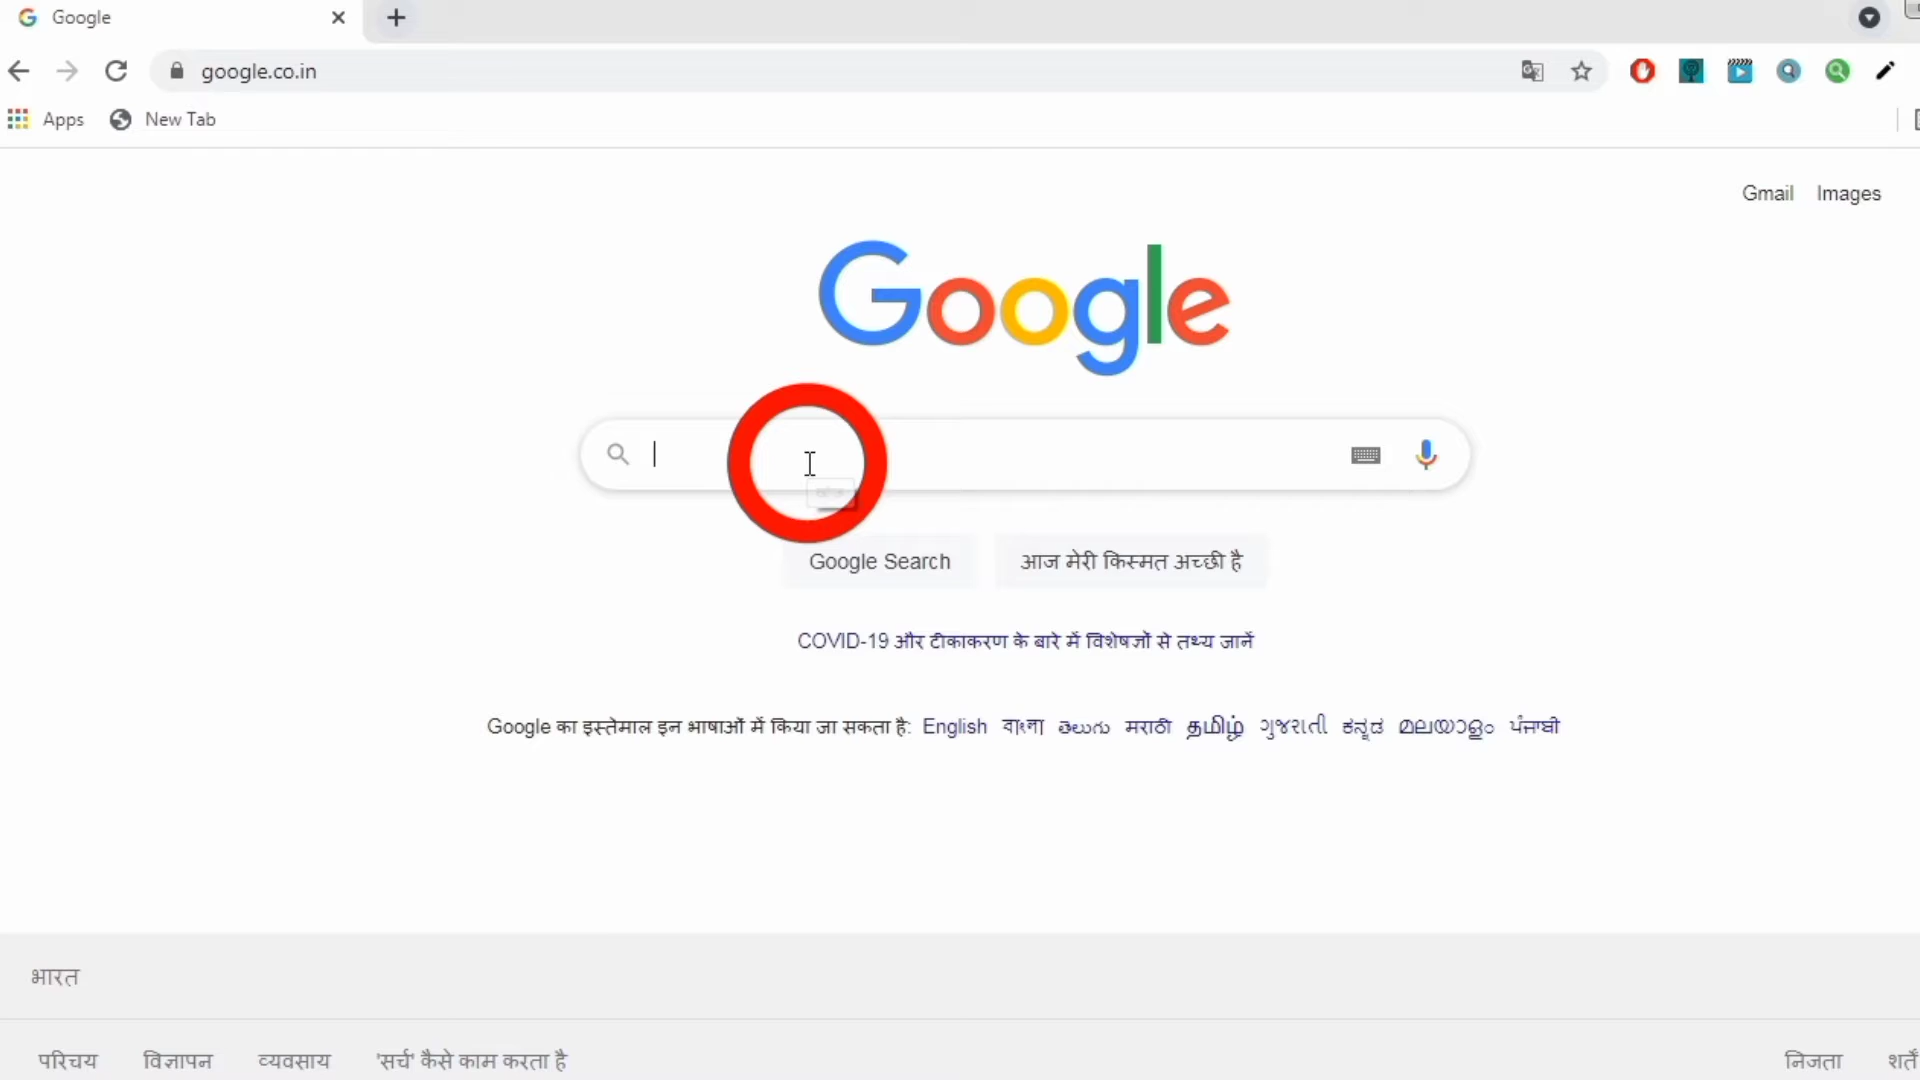 Google
google.co.in
Apps New Tab
Gmail Images
Google
Google Search आज मेरी किस्मत अच्छी है
COVID-19 और टीकाकरण के बारे में विशेषज्ञों से तथ्य जानें
Google का इस्तेमाल इन भाषाओं में किया जा सकता है: English বাংলা తెలుగు मराठी தமிழ் ગુજરાતી ಕನ್ನಡ മലയാളം ਪੰਜਾਬੀ
भारत
परिचय विज्ञापन व्यवसाय 'सर्च' कैसे काम करता है निजता शर्तें